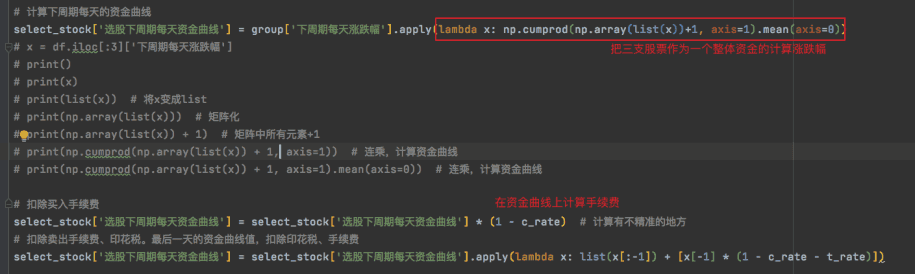 # 计算下周期每天的资金曲线
select_stock['选股下周期每天资金曲线'] = group['下周期每天涨跌幅'].apply(lambda x: np.cumprod(np.array(list(x))+1, axis=1).mean(axis=0))
# x = df.iloc[:3]['下周期每天涨跌幅']
把三支股票作为一个整体资金的计算涨跌幅
# print()
# print(x)
# print(list(x))  # 将x变成list
# print(np.array(list(x)))  # 矩阵化
# print(np.array(list(x)) + 1)  # 矩阵中所有元素+1
# print(np.cumprod(np.array(list(x)) + 1, axis=1))  # 连乘，计算资金曲线
# print(np.cumprod(np.array(list(x)) + 1, axis=1).mean(axis=0))  # 连乘，计算资金曲线
在资金曲线上计算手续费
# 扣除买入手续费
select_stock['选股下周期每天资金曲线'] = select_stock['选股下周期每天资金曲线'] * (1 - c_rate)  # 计算有不精准的地方
# 扣除卖出手续费、印花税。最后一天的资金曲线值，扣除印花税、手续费
select_stock['选股下周期每天资金曲线'] = select_stock['选股下周期每天资金曲线'].apply(lambda x: list(x[:-1]) + [x[-1] * (1 - c_rate - t_rate)])